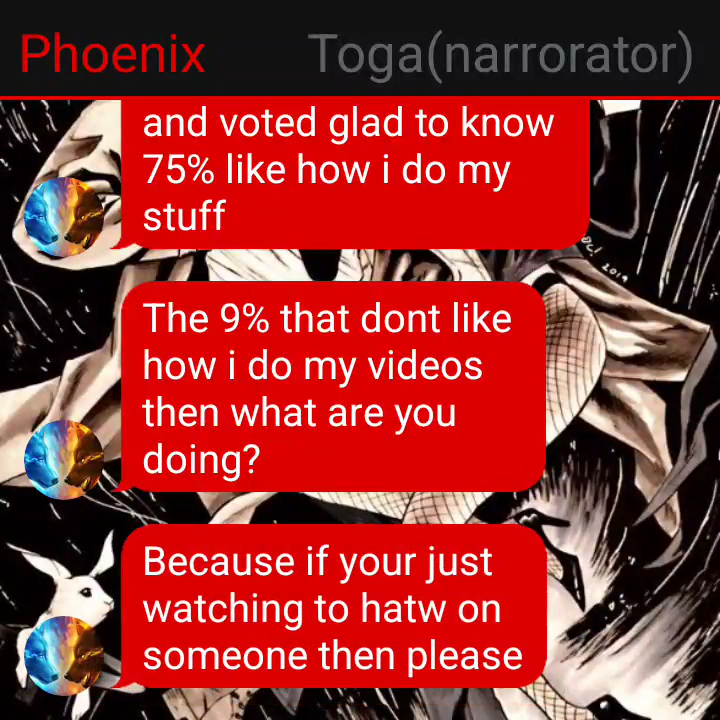 Phoenix Toga(narrorator)
and voted glad to know
75% like how i do my
stuff
2019
The 9% that dont like
how i do my videos
then what are you
doing?
Because if your just
watching to hatw on
someone then please